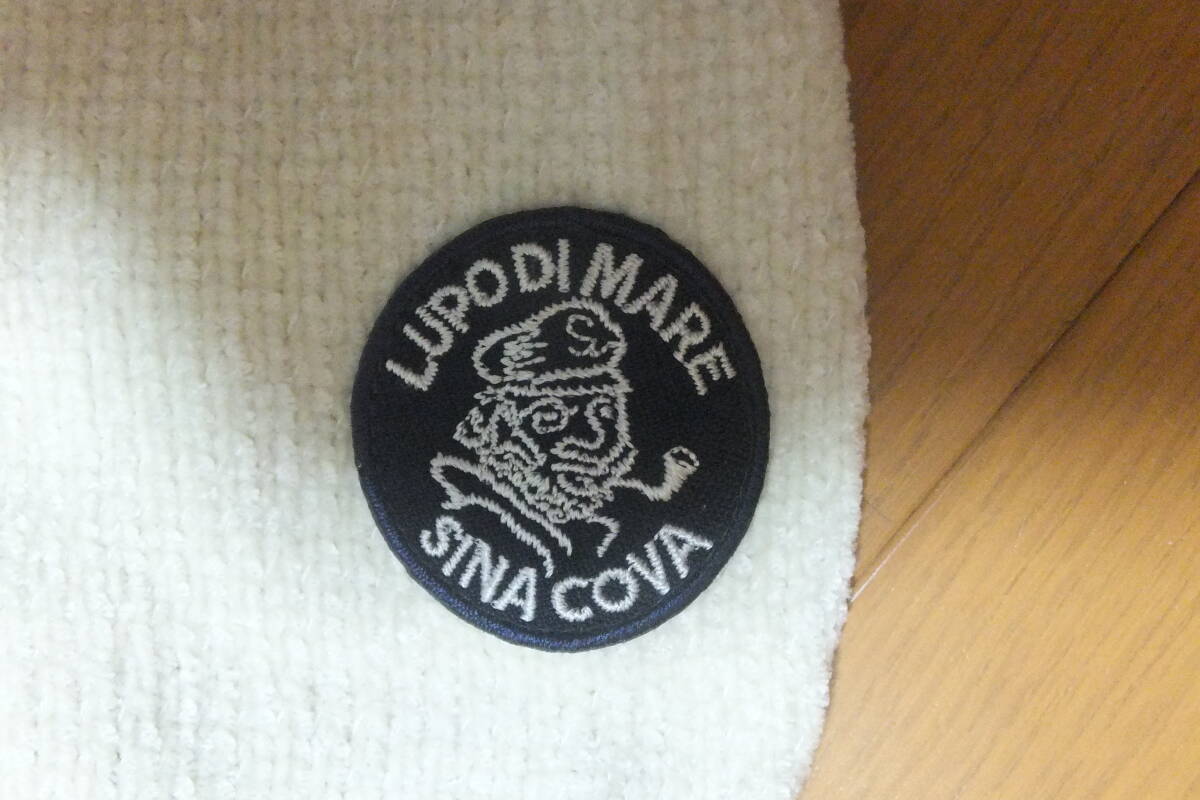 LUPO DI MARE
S
SINA COVA